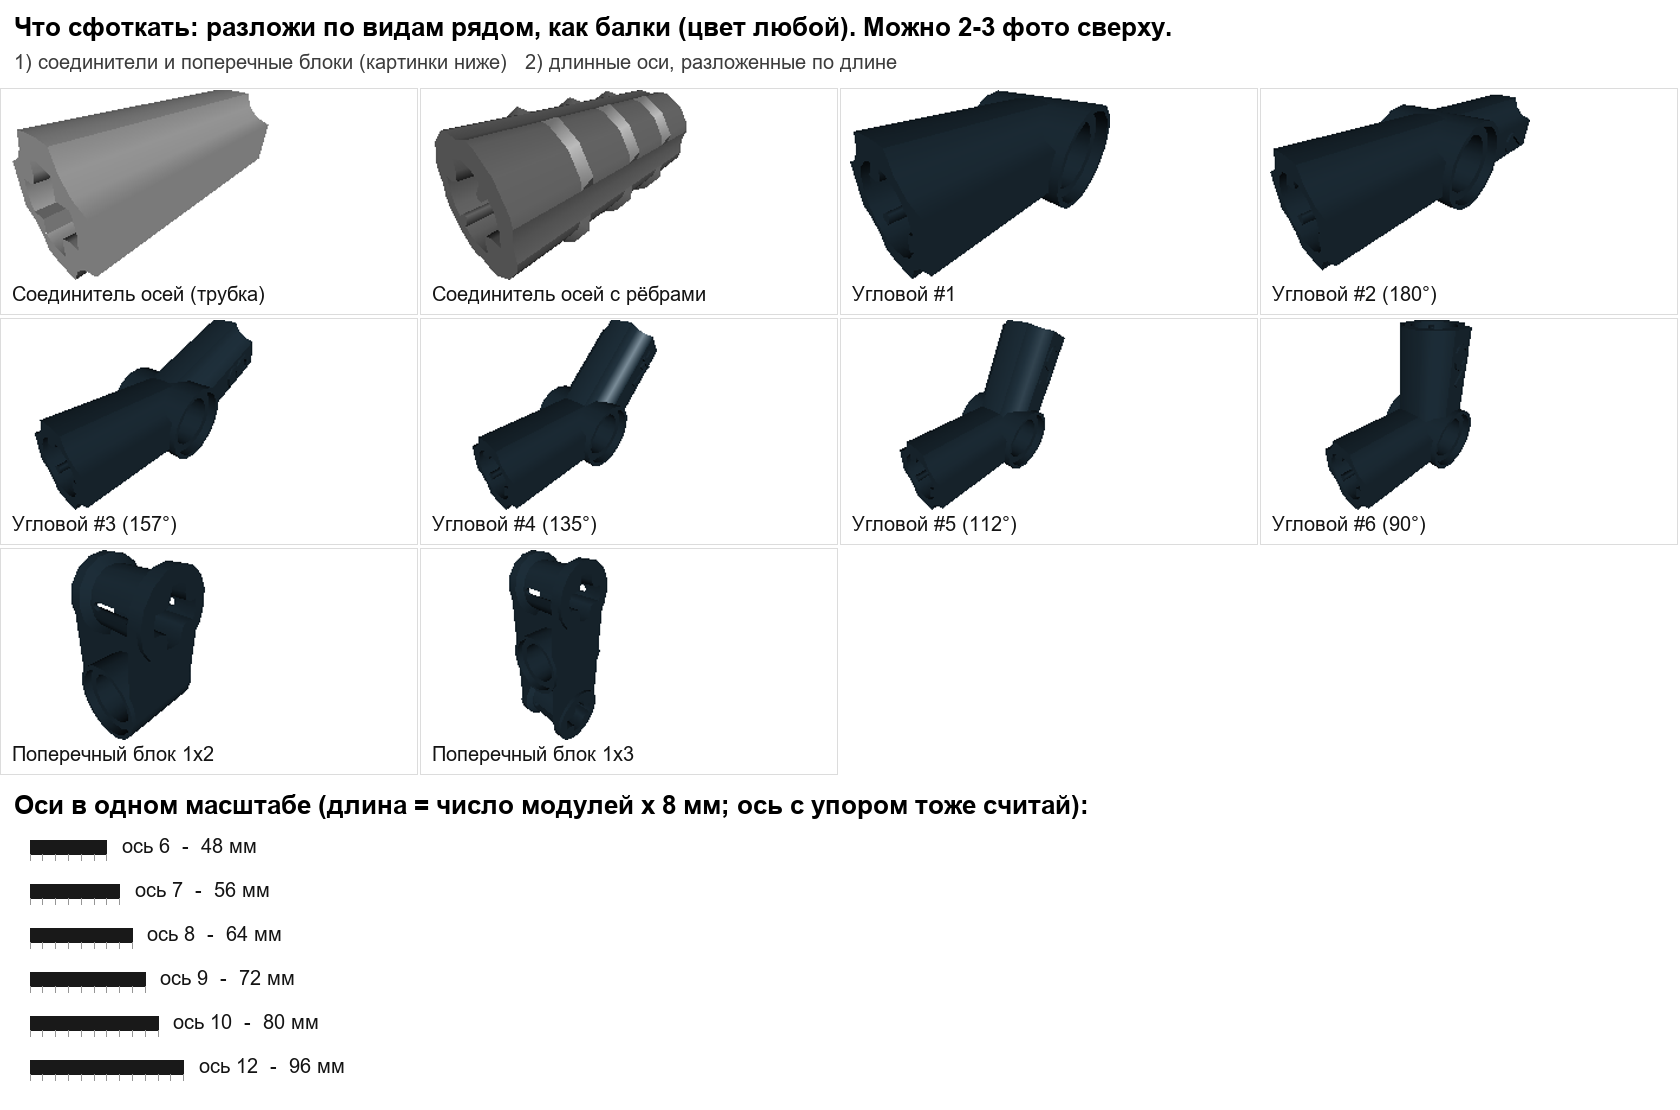 Что сфоткать: разложи по видам рядом, как балки (цвет любой). Можно 2-3 фото сверху.
1) соединители и поперечные блоки (картинки ниже)   2) длинные оси, разложенные по длине
Соединитель осей (трубка)
Соединитель осей с рёбрами
Угловой #1
Угловой #2 (180°)
Угловой #3 (157°)
Угловой #4 (135°)
Угловой #5 (112°)
Угловой #6 (90°)
Поперечный блок 1x2
Поперечный блок 1x3
Оси в одном масштабе (длина = число модулей x 8 мм; ось с упором тоже считай):
ось 6  -  48 мм
ось 7  -  56 мм
ось 8  -  64 мм
ось 9  -  72 мм
ось 10  -  80 мм
ось 12  -  96 мм